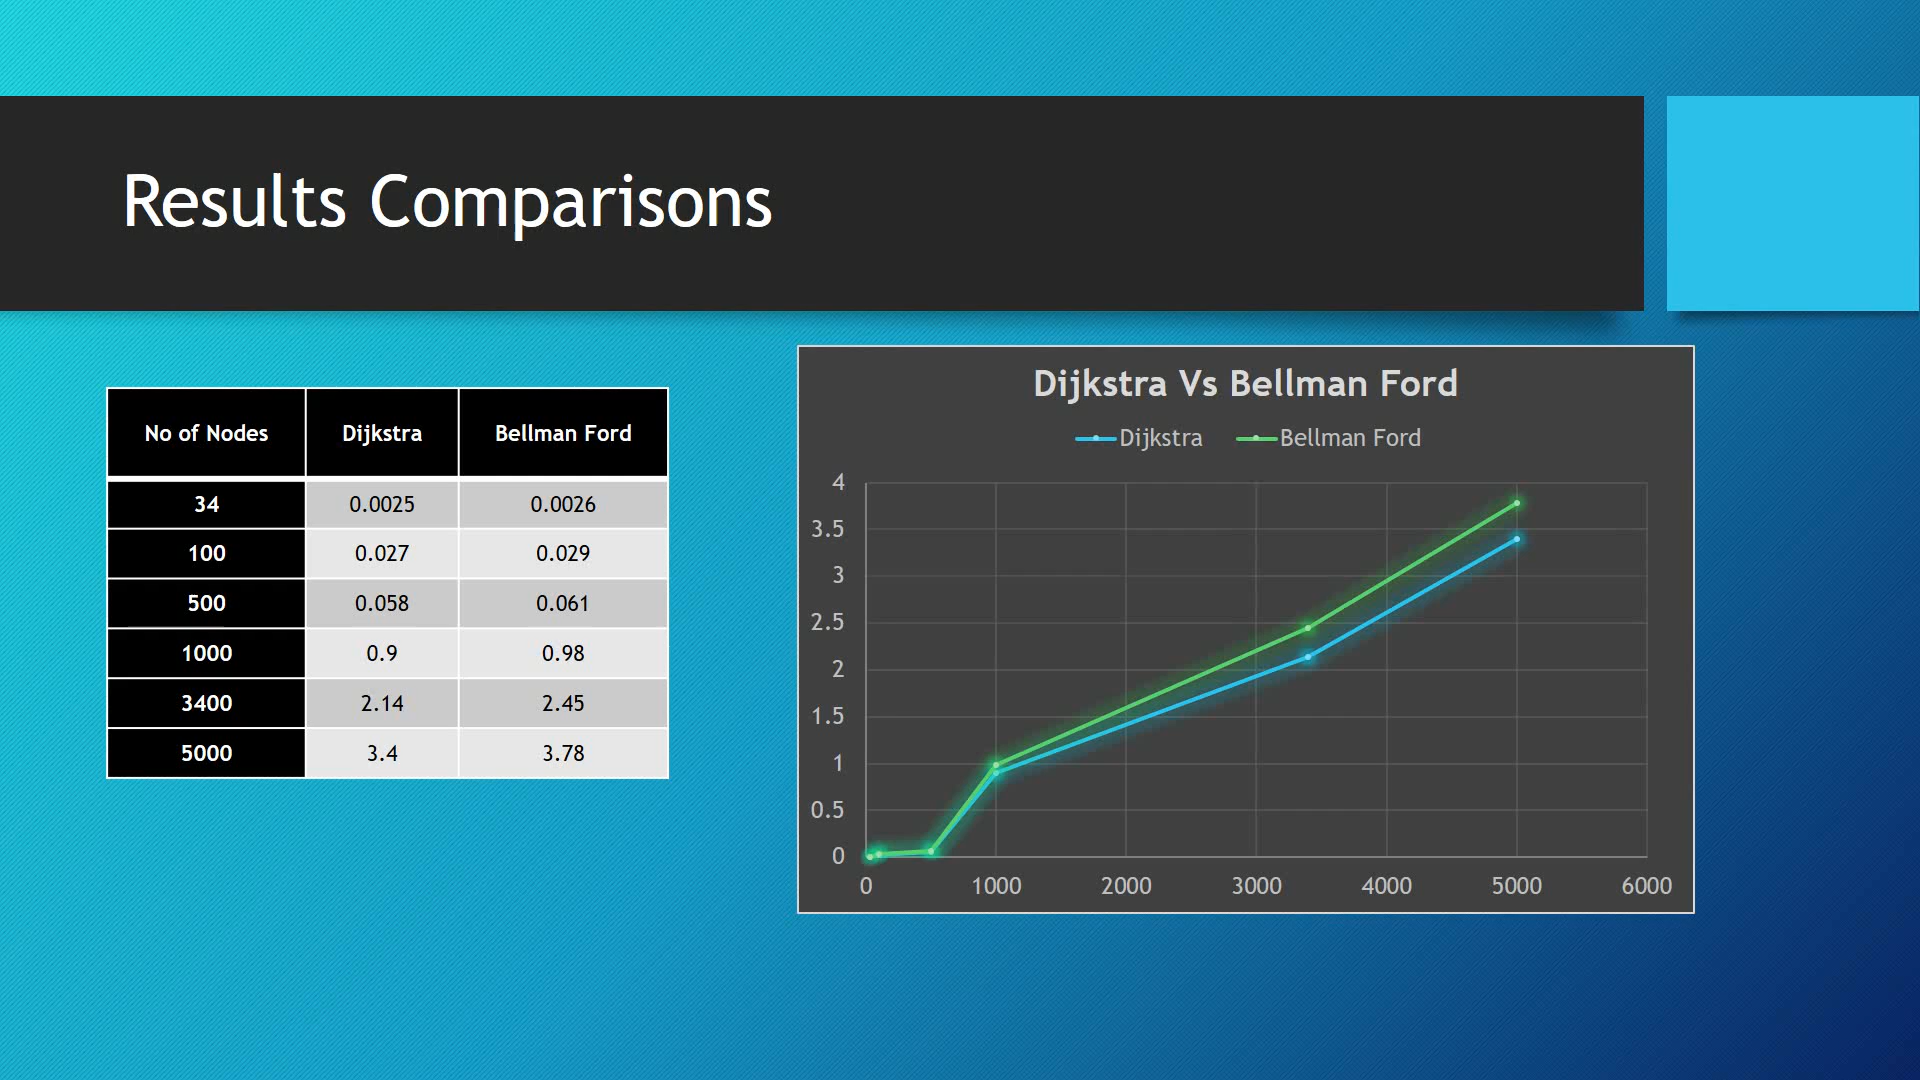 Results Comparisons
No of Nodes Dijkstra Bellman Ford
34 0.0025 0.0026
100 0.027 0.029
500 0.058 0.061
1000 0.9 0.98
3400 2.14 2.45
5000 3.4 3.78
Dijkstra Vs Bellman Ford
Dijkstra Bellman Ford
4
3.5
3
2.5
2
1.5
1
0.5
0
0 1000 2000 3000 4000 5000 6000